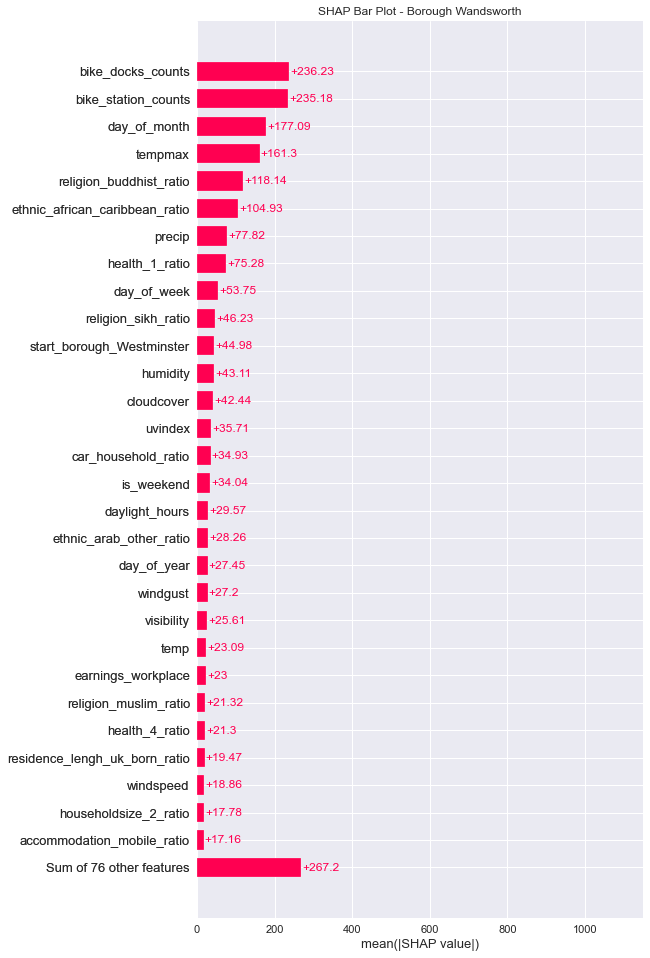 SHAP Bar Plot - Borough Wandsworth
bike_docks_counts +236.23
bike_station_counts +235.18
day_of_month +177.09
tempmax +161.3
religion_buddhist_ratio +118.14
ethnic_african_caribbean_ratio +104.93
precip +77.82
health_1_ratio +75.28
day_of_week +53.75
religion_sikh_ratio +46.23
start_borough_Westminster +44.98
humidity +43.11
cloudcover +42.44
uvindex +35.71
car_household_ratio +34.93
is_weekend +34.04
daylight_hours +29.57
ethnic_arab_other_ratio +28.26
day_of_year +27.45
windgust +27.2
visibility +25.61
temp +23.09
earnings_workplace +23
religion_muslim_ratio +21.32
health_4_ratio +21.3
residence_lengh_uk_born_ratio +19.47
windspeed +18.86
householdsize_2_ratio +17.78
accommodation_mobile_ratio +17.16
Sum of 76 other features +267.2
0 200 400 600 800 1000
mean(|SHAP value|)